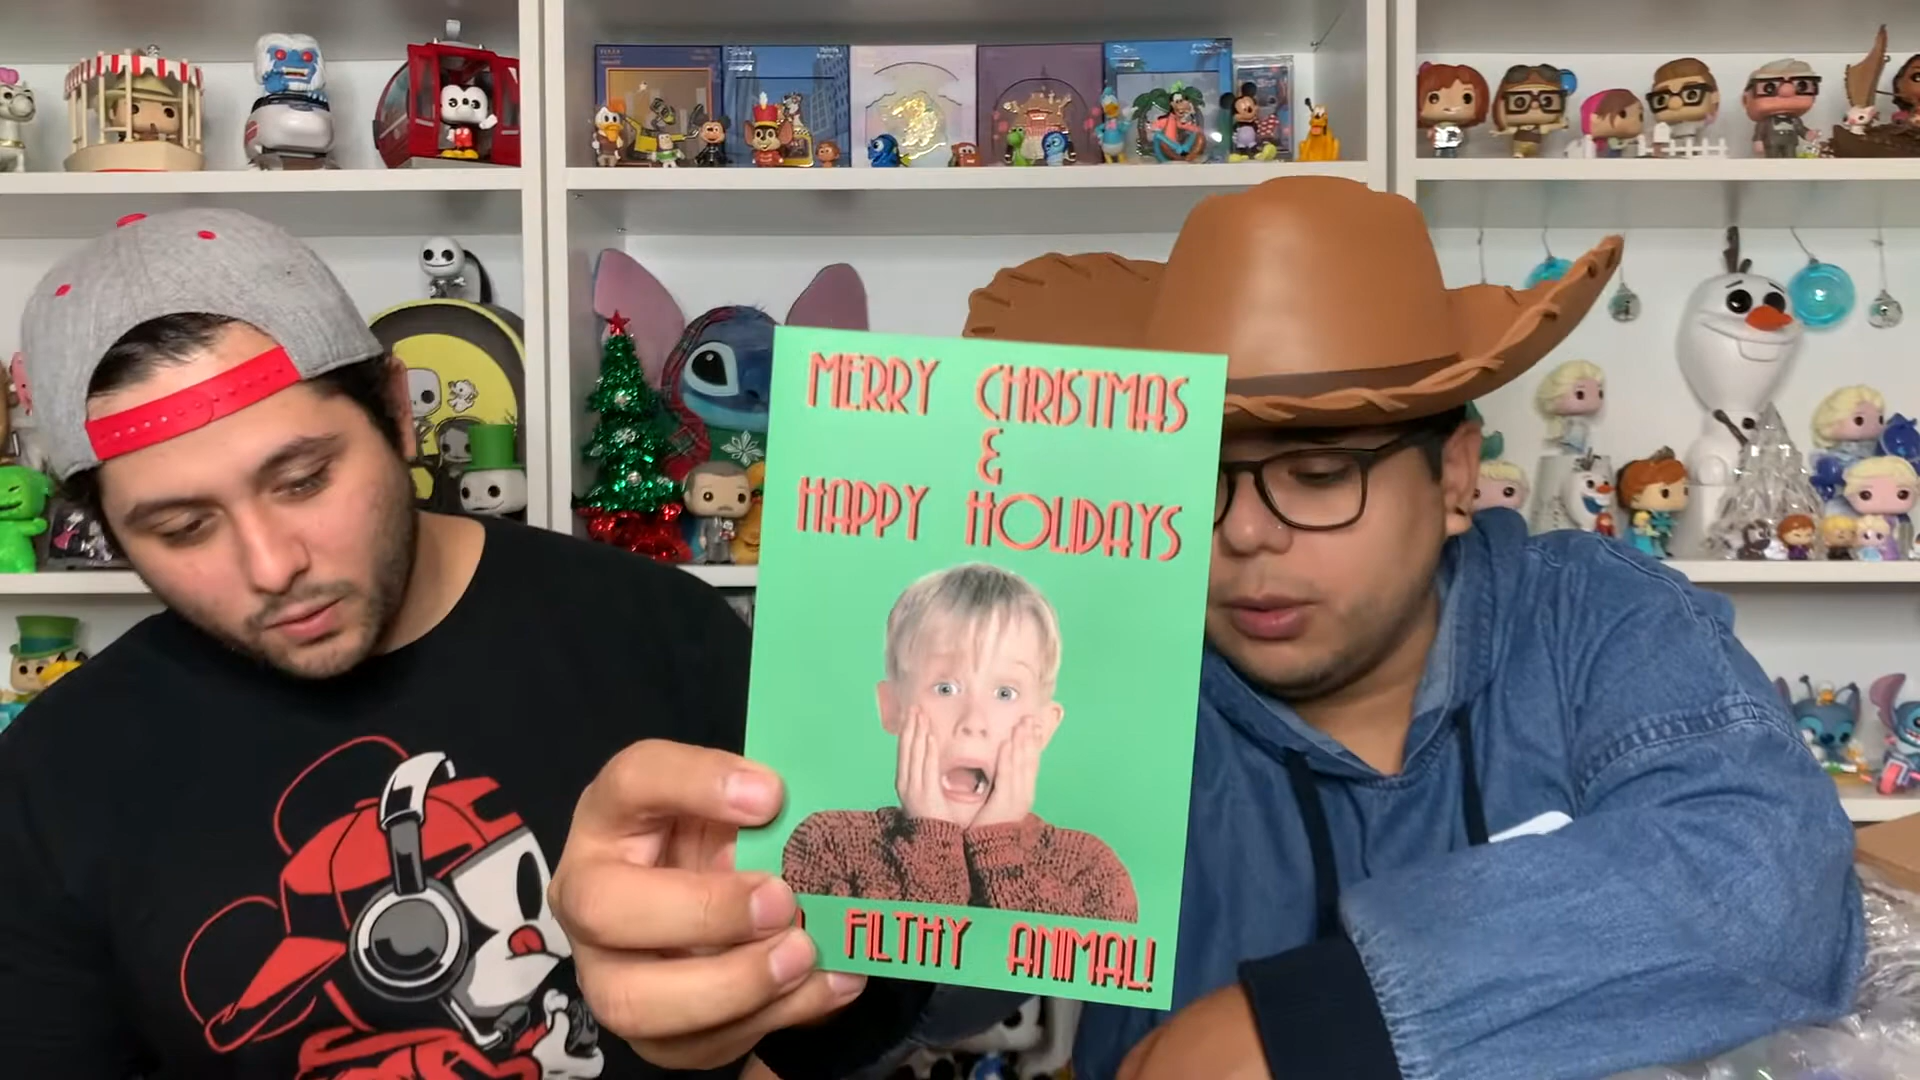 MERRY CHRISTMAS
&
HAPPY HOLIDAYS
FILTHY ANIMAL!